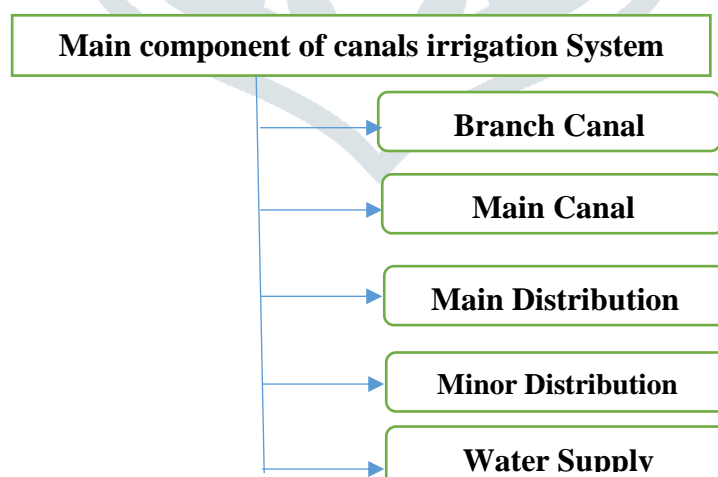 Main component of canals irrigation System
Branch Canal
Main Canal
Main Distribution
Minor Distribution
Water Supply